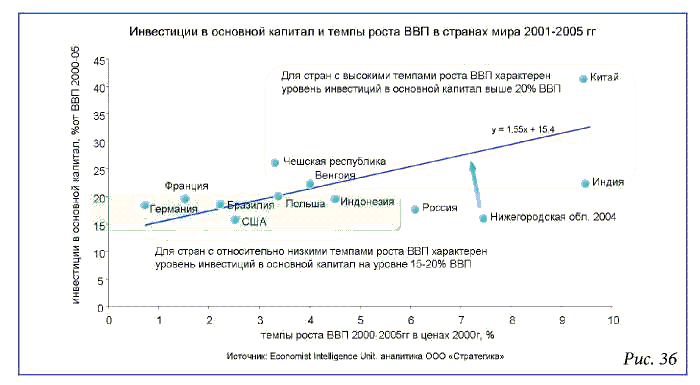 Инвестиции в основной капитал и темпы роста ВВП в странах мира 2001-2005 гг
инвестиции в основной капитал, %от ВВП 2000-05
45
40
35
30
25
20
15
10
5
0
Для стран с высокими темпами роста ВВП характерен
уровень инвестиций в основной капитал выше 20% ВВП
Китай
y = 1.55x + 15.4
Чешская республика
Венгрия
Индия
Франция
Германия
Бразилия
США
Польша
Индонезия
Россия
Нижегородская обл. 2004
Для стран с относительно низкими темпами роста ВВП характерен
уровень инвестиций в основной капитал на уровне 15-20% ВВП
0 1 2 3 4 5 6 7 8 9 10
темпы роста ВВП 2000-2005гг в ценах 2000г, %
Источник: Economist Intelligence Unit, аналитика ООО «Стратегика»
Рис. 36